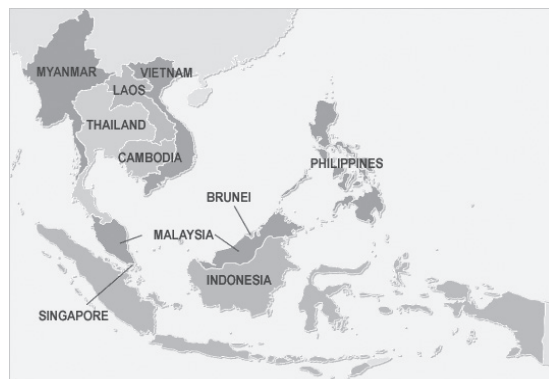 MYANMAR
VIETNAM
LAOS
THAILAND
CAMBODIA
PHILIPPINES
BRUNEI
MALAYSIA
INDONESIA
SINGAPORE